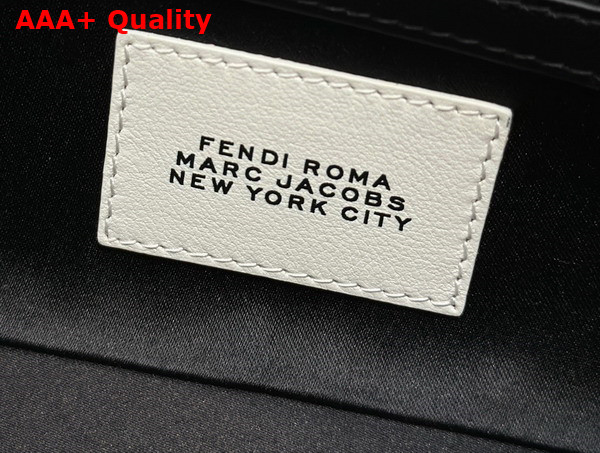 AAA+ Quality
FENDI ROMA
MARC JACOBS
NEW YORK CITY